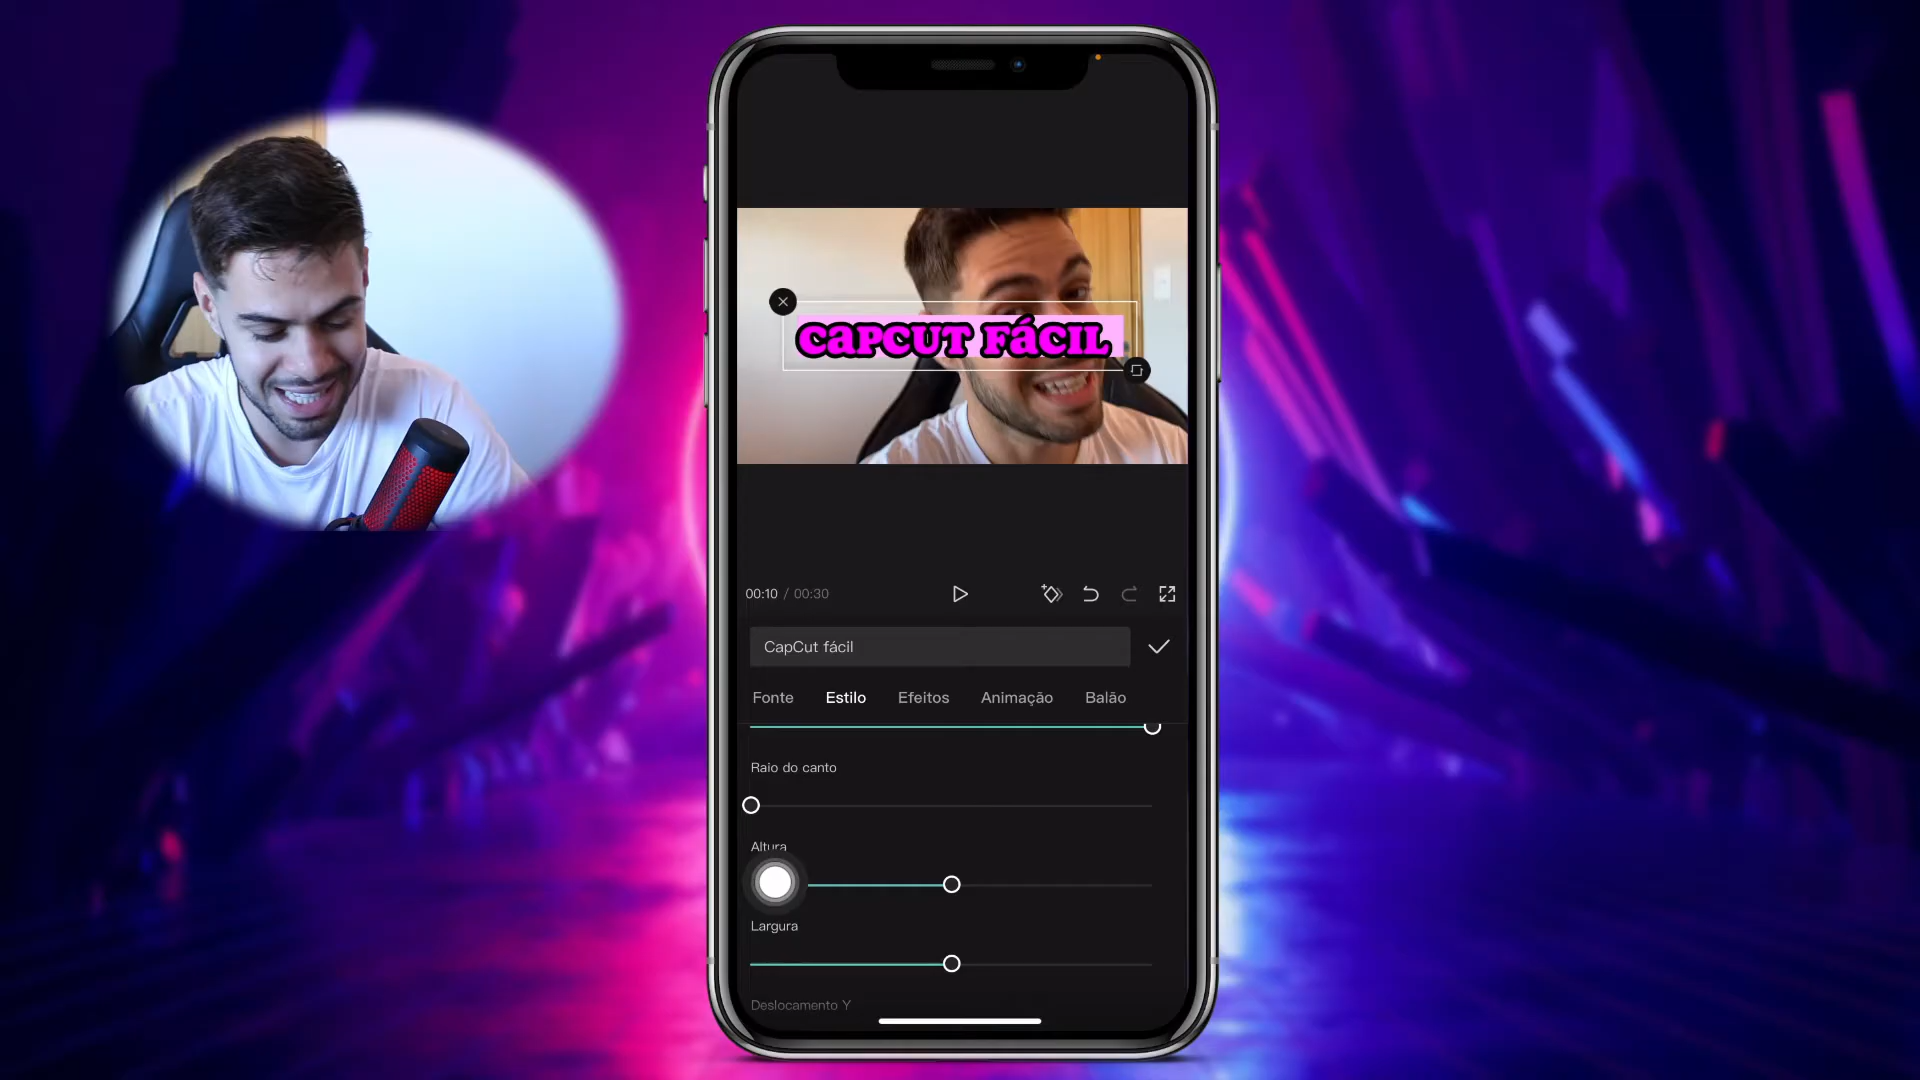 CAPCUT FÁCIL
00:10 / 00:30
CapCut fácil
Fonte Estilo Efeitos Animação Balão
Raio do canto
Altura
Largura
Deslocamento Y